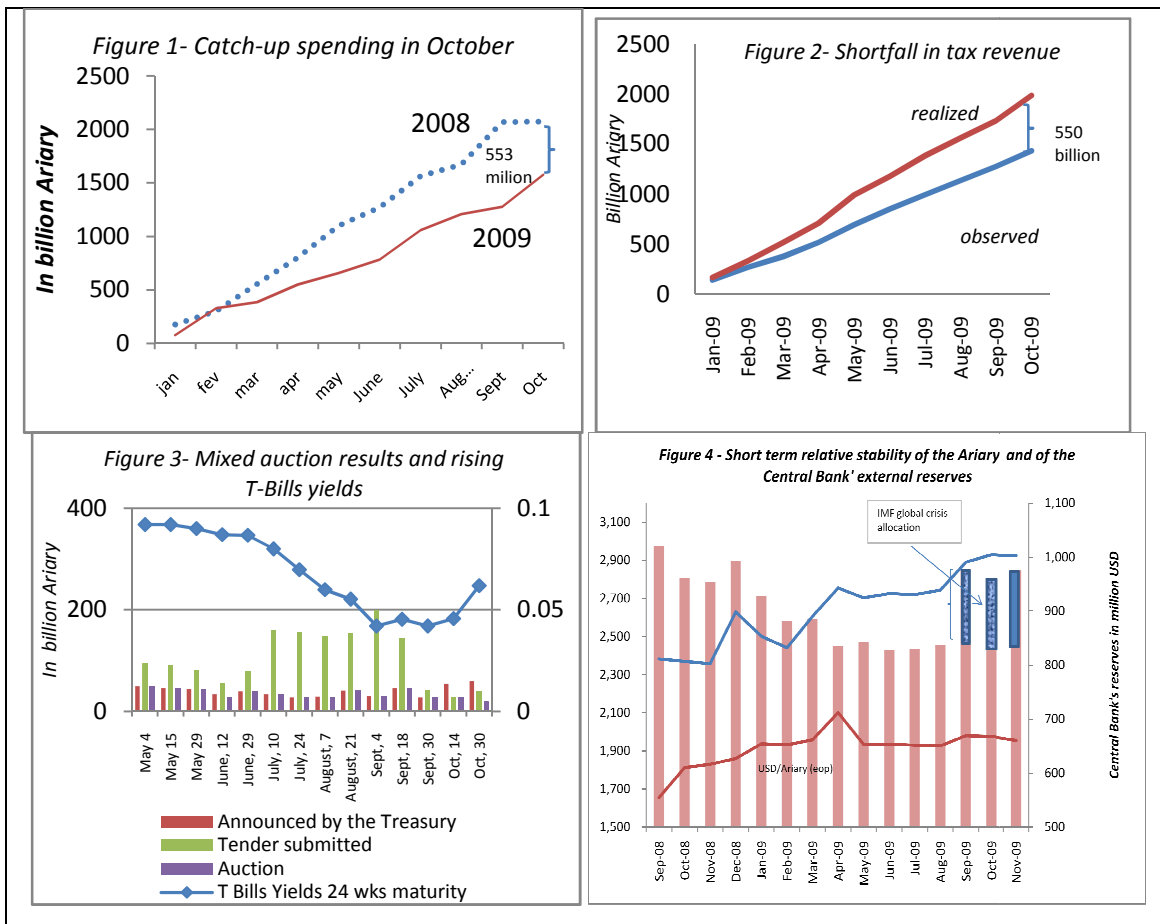 Figure 1- Catch-up spending in October
In billion Ariary
2500
2000
1500
1000
500
0
2008
553
milion
2009
jan
fev
mar
apr
may
June
July
Aug...
Sept
Oct
Figure 2- Shortfall in tax revenue
Billion Ariary
2500
2000
1500
1000
500
0
realized
550
billion
observed
Jan-09
Feb-09
Mar-09
Apr-09
May-09
Jun-09
Jul-09
Aug-09
Sep-09
Oct-09
Figure 3- Mixed auction results and rising
T-Bills yields
In billion Ariary
400
200
0
0.1
0.05
0
May 4
May 15
May 29
June, 12
June, 29
July, 10
July, 24
August, 7
August, 21
Sept, 4
Sept, 18
Sept, 30
Oct, 14
Oct, 30
Announced by the Treasury
Tender submitted
Auction
T Bills Yields 24 wks maturity
Figure 4 - Short term relative stability of the Ariary and of the
Central Bank' external reserves
3,100
2,900
2,700
2,500
2,300
2,100
1,900
1,700
1,500
IMF global crisis
allocation
USD/Ariary (eop)
1,100
1,000
900
800
700
600
500
Central Bank's reserves in million USD
Sep-08
Oct-08
Nov-08
Dec-08
Jan-09
Feb-09
Mar-09
Apr-09
May-09
Jun-09
Jul-09
Aug-09
Sep-09
Oct-09
Nov-09